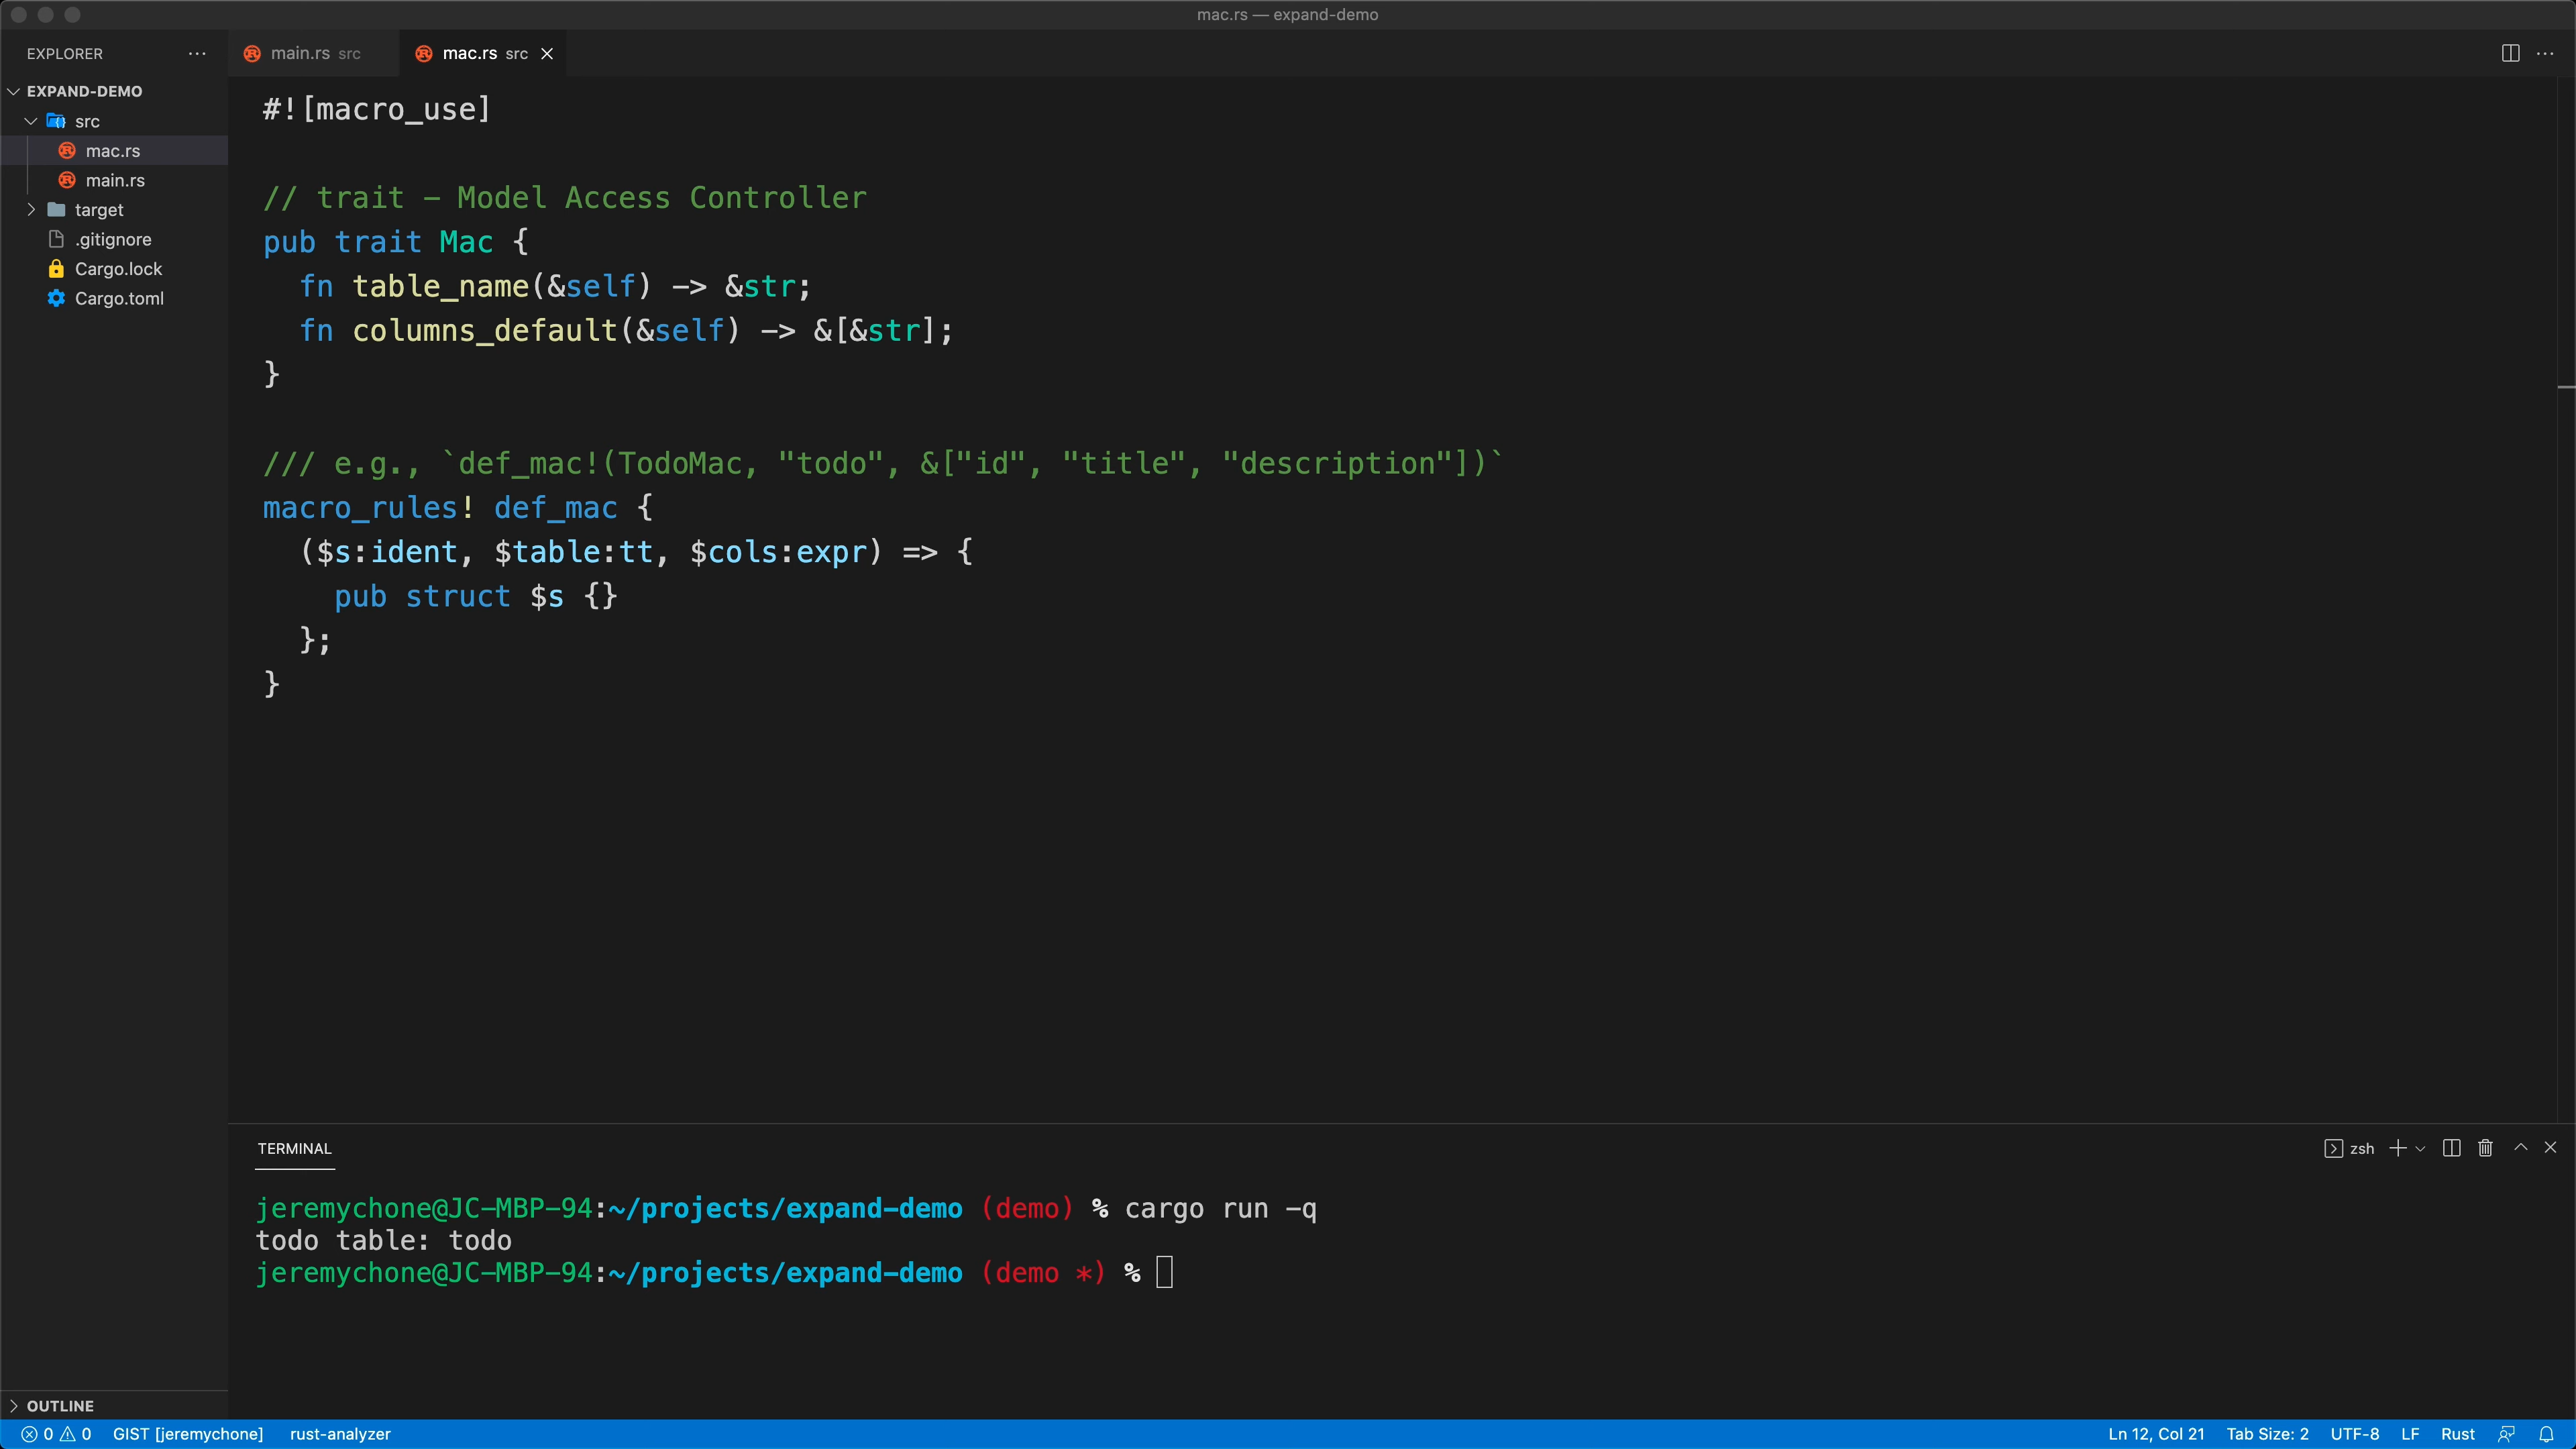 mac.rs — expand-demo
EXPLORER
main.rs src
mac.rs src
EXPAND-DEMO
src
mac.rs
main.rs
target
.gitignore
Cargo.lock
Cargo.toml
#![macro_use]
// trait – Model Access Controller
pub trait Mac {
fn table_name(&self) -> &str;
fn columns_default(&self) -> &[&str];
}
/// e.g., `def_mac!(TodoMac, "todo", &["id", "title", "description"])`
macro_rules! def_mac {
($s:ident, $table:tt, $cols:expr) => {
pub struct $s {}
};
}
TERMINAL
zsh
jeremychone@JC-MBP-94:~/projects/expand-demo (demo) % cargo run -q
todo table: todo
jeremychone@JC-MBP-94:~/projects/expand-demo (demo *) %
OUTLINE
0 0 GIST [jeremychone] rust-analyzer
Ln 12, Col 21 Tab Size: 2 UTF-8 LF Rust